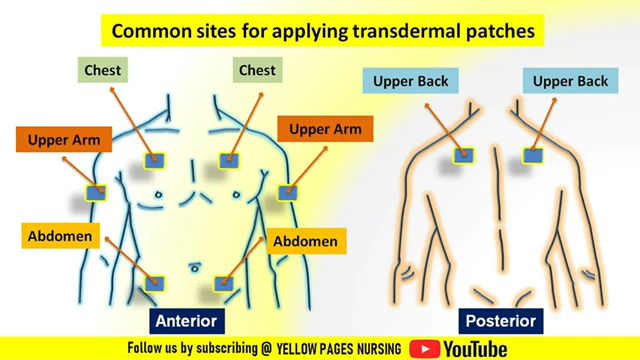 Common sites for applying transdermal patches
Chest
Chest
Upper Back
Upper Back
Upper Arm
Upper Arm
Abdomen
Abdomen
Anterior
Posterior
Follow us by subscribing @ YELLOW PAGES NURSING YouTube